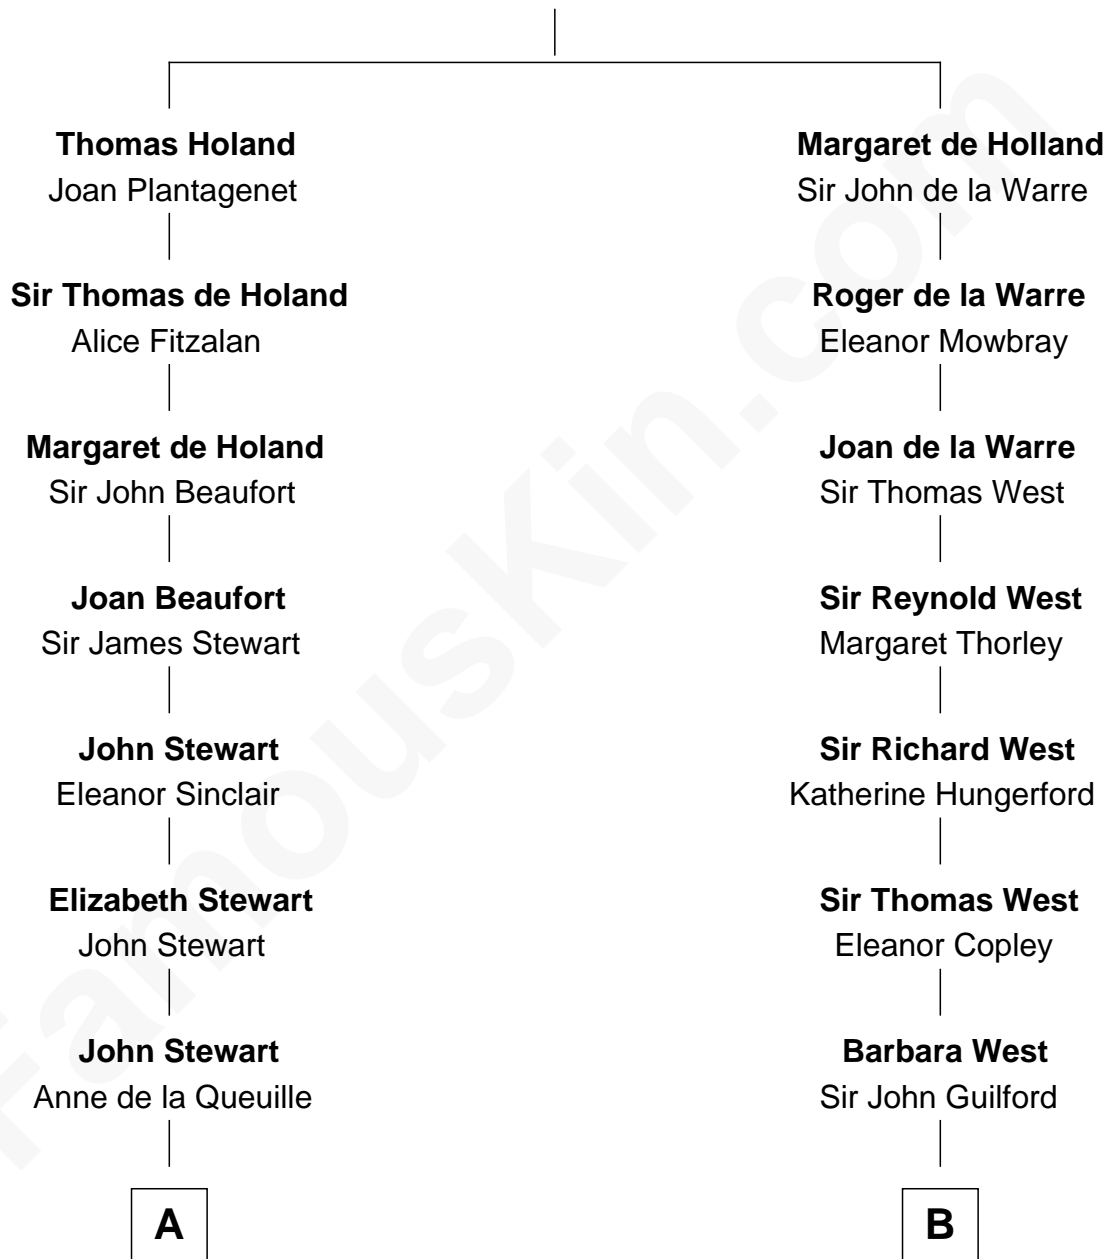 Thomas Holand
Joan Plantagenet
Sir Thomas de Holand
Alice Fitzalan
Margaret de Holand
Sir John Beaufort
Joan Beaufort
Sir James Stewart
John Stewart
Eleanor Sinclair
Elizabeth Stewart
John Stewart
John Stewart
Anne de la Queuille
A
Margaret de Holland
Sir John de la Warre
Roger de la Warre
Eleanor Mowbray
Joan de la Warre
Sir Thomas West
Sir Reynold West
Margaret Thorley
Sir Richard West
Katherine Hungerford
Sir Thomas West
Eleanor Copley
Barbara West
Sir John Guilford
B
FamousKin.com